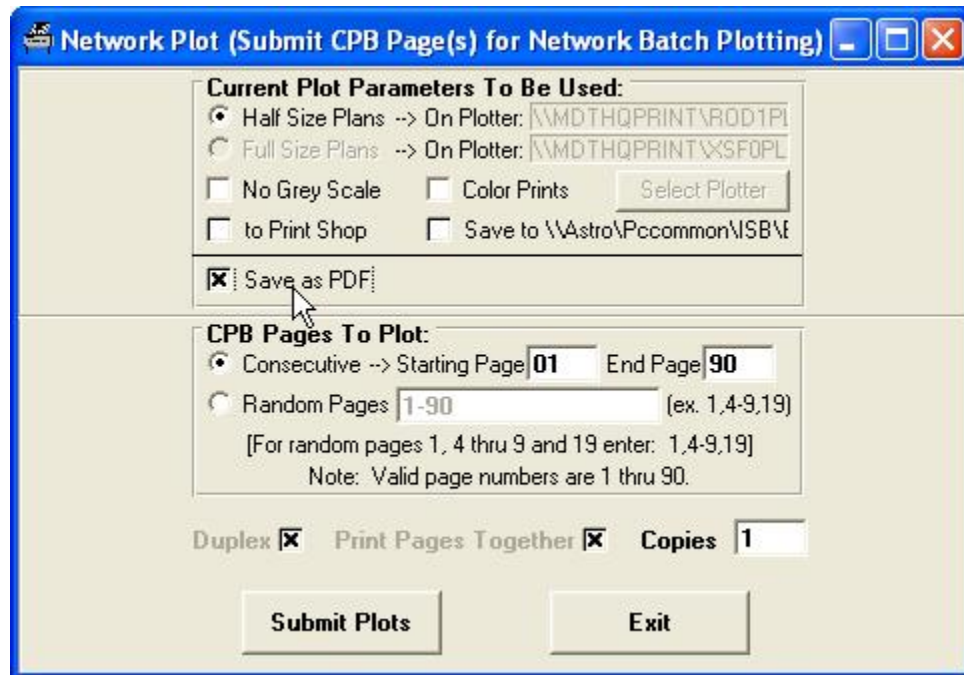 Network Plot (Submit CPB Page(s) for Network Batch Plotting)
Current Plot Parameters To Be Used:
Half Size Plans --> On Plotter: \\MDTHQPRINT\ROD1PL
Full Size Plans --> On Plotter: \\MDTHQPRINT\XSF0PL
No Grey Scale Color Prints Select Plotter
to Print Shop Save to \\Astro\Pccommon\ISB\E
Save as PDF
CPB Pages To Plot:
Consecutive --> Starting Page 01 End Page 90
Random Pages 1-90 (ex. 1,4-9,19)
[For random pages 1, 4 thru 9 and 19 enter: 1,4-9,19]
Note: Valid page numbers are 1 thru 90.
Duplex Print Pages Together Copies 1
Submit Plots Exit